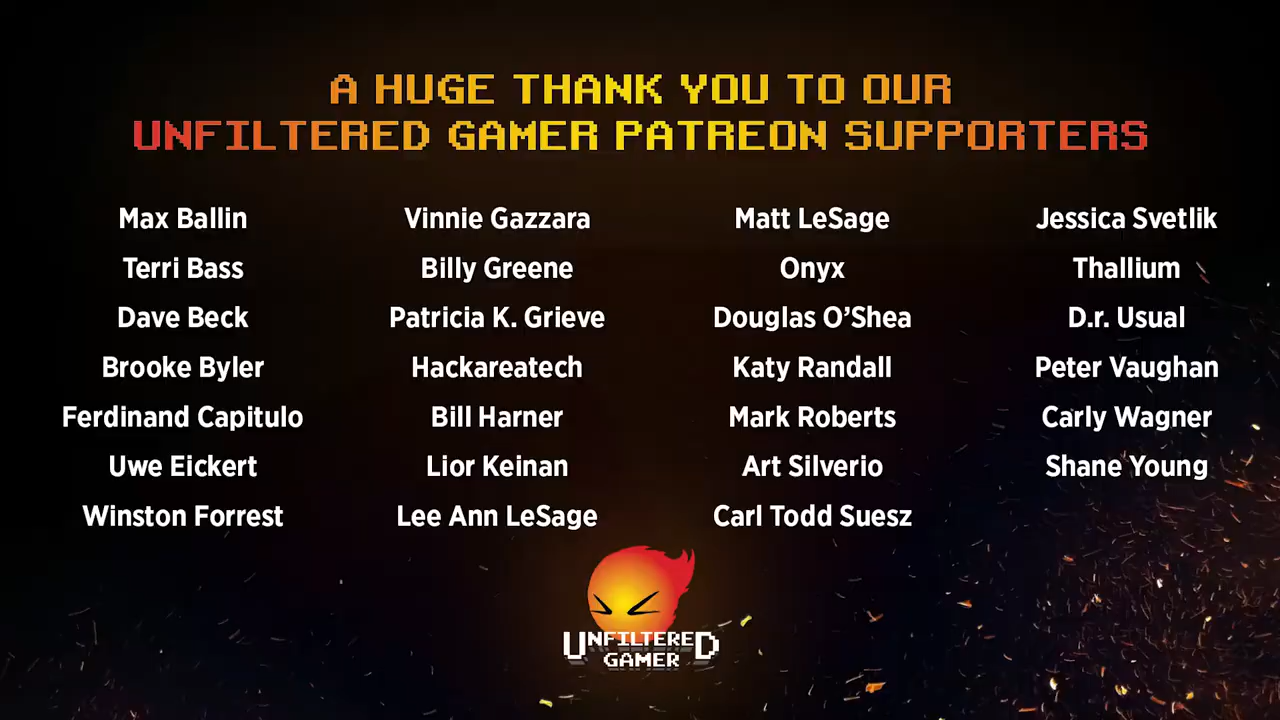 A HUGE THANK YOU TO OUR
UNFILTERED GAMER PATREON SUPPORTERS
Max Ballin
Terri Bass
Dave Beck
Brooke Byler
Ferdinand Capitulo
Uwe Eickert
Winston Forrest
Vinnie Gazzara
Billy Greene
Patricia K. Grieve
Hackareatech
Bill Harner
Lior Keinan
Lee Ann LeSage
Matt LeSage
Onyx
Douglas O’Shea
Katy Randall
Mark Roberts
Art Silverio
Carl Todd Suesz
Jessica Svetlik
Thallium
D.r. Usual
Peter Vaughan
Carly Wagner
Shane Young
UNFILTERED
GAMER